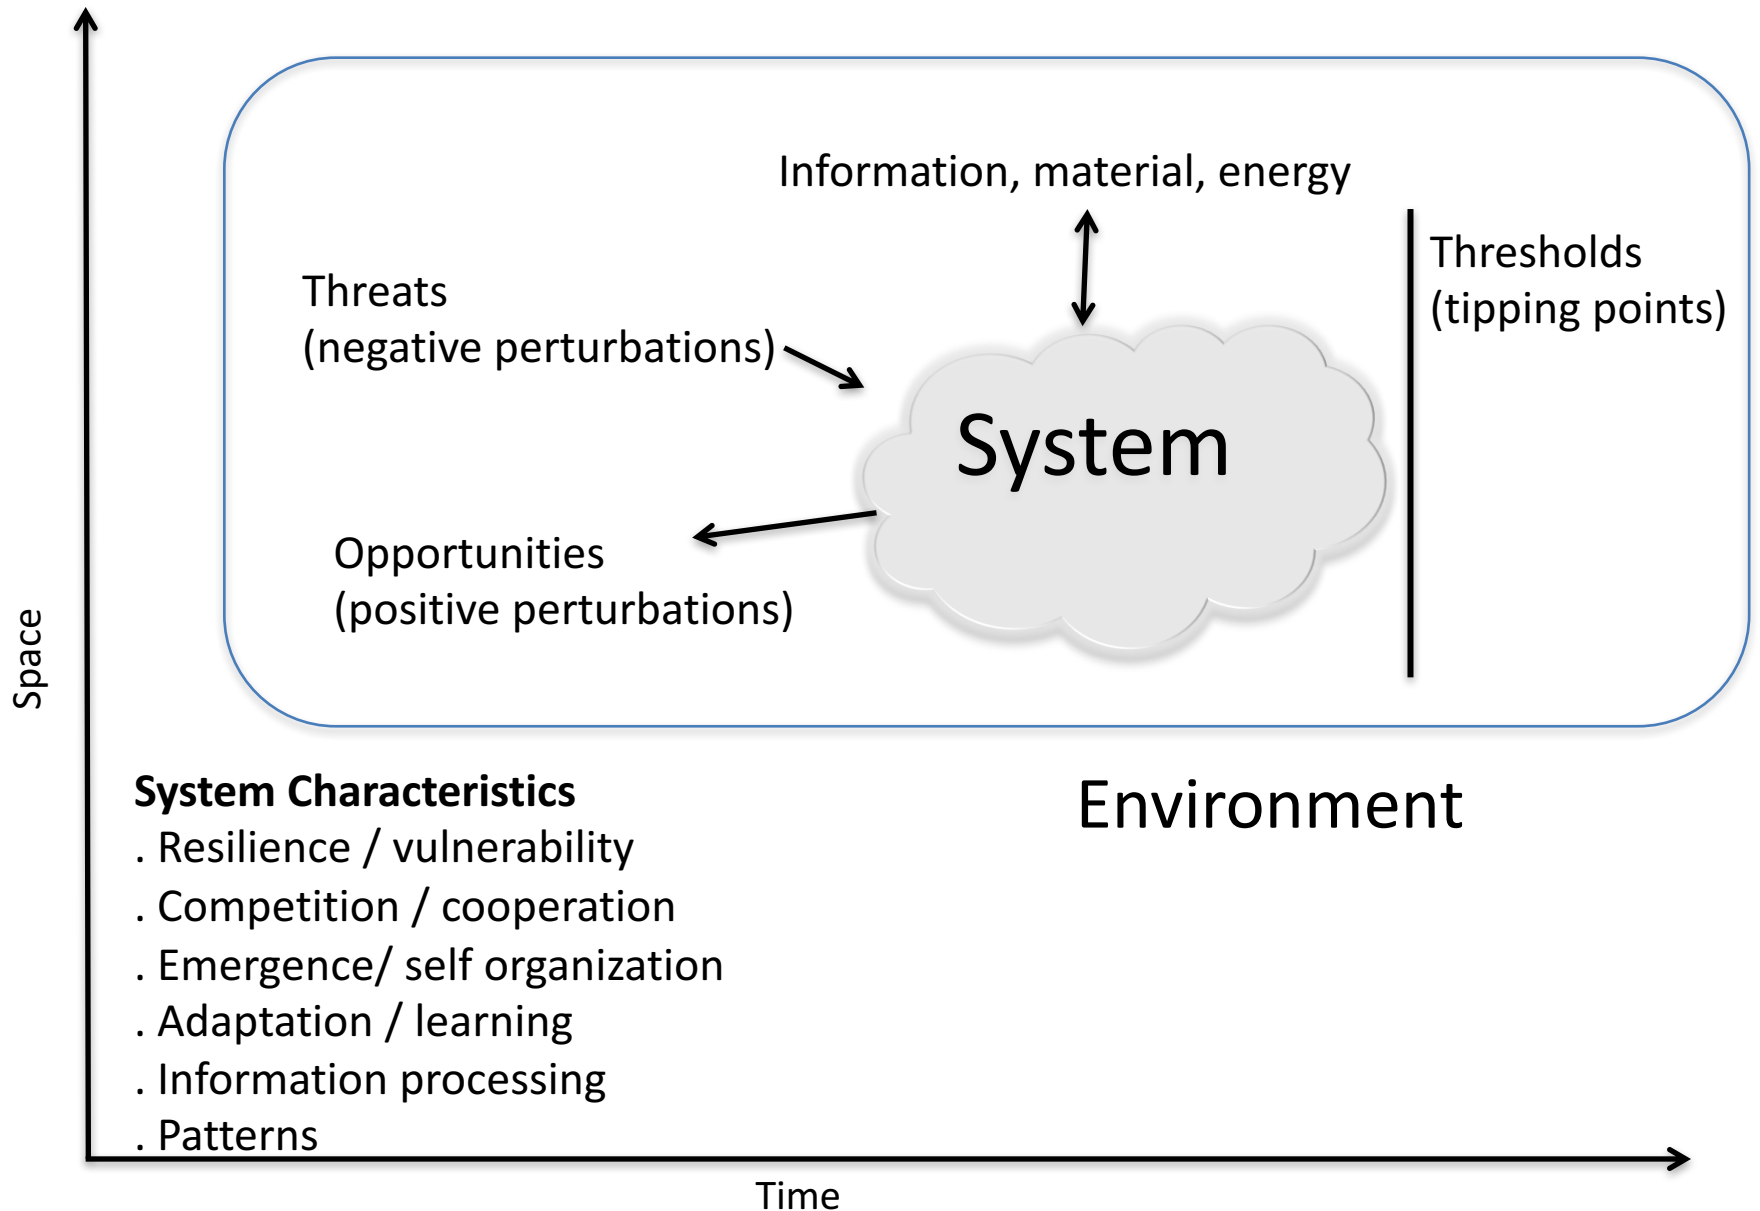 Information, material, energy
Thresholds
(tipping points)
Threats
(negative perturbations)
System
Opportunities
(positive perturbations)
Space
System Characteristics
. Resilience / vulnerability
. Competition / cooperation
. Emergence/ self organization
. Adaptation / learning
. Information processing
. Patterns
Environment
Time